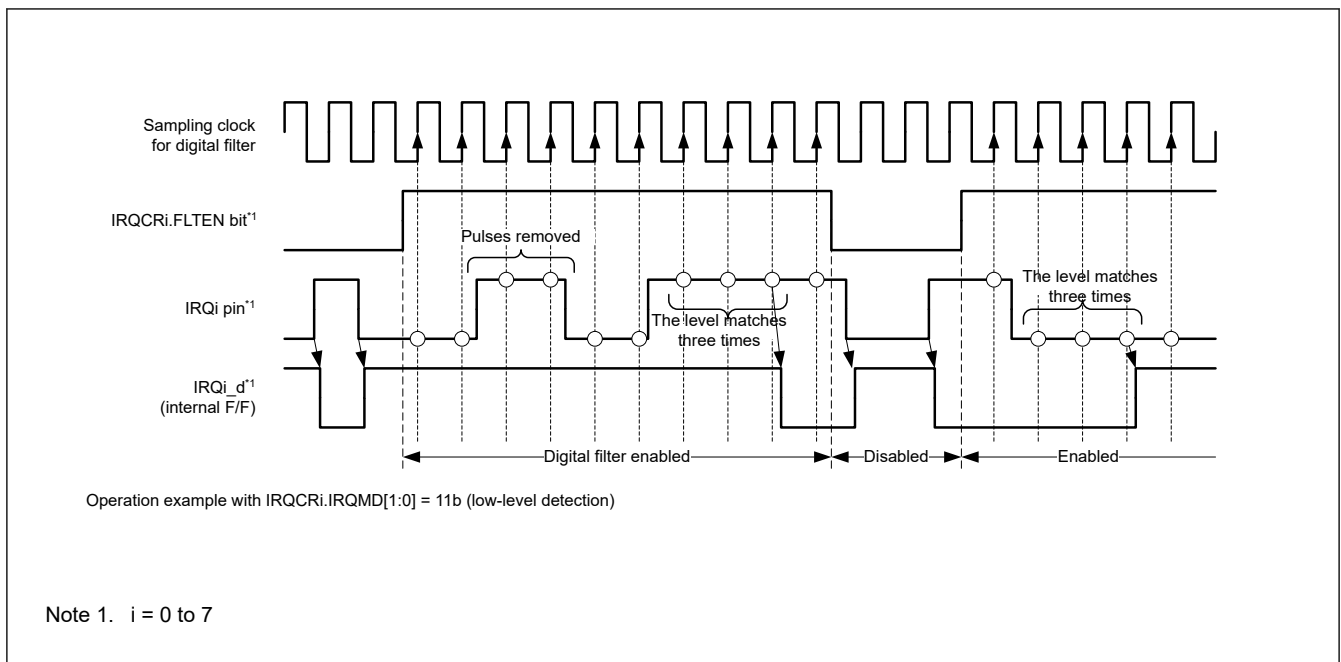 Sampling clock
for digital filter
IRQCRi.FLTEN bit*1
Pulses removed
IRQi pin*1
The level matches
three times
The level matches
three times
IRQi_d*1
(internal F/F)
Digital filter enabled
Disabled
Enabled
Operation example with IRQCRi.IRQMD[1:0] = 11b (low-level detection)
Note 1. i = 0 to 7